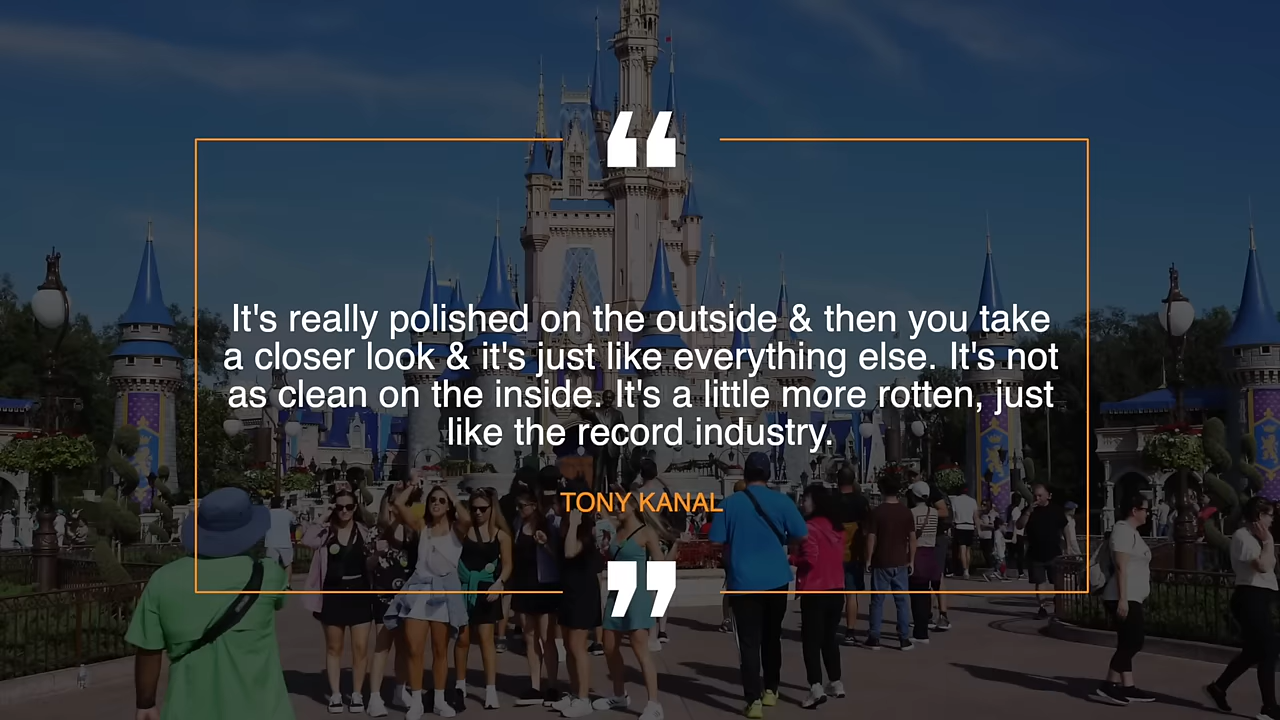 “
It's really polished on the outside & then you take
a closer look & it's just like everything else. It's not
as clean on the inside. It's a little more rotten, just
like the record industry.
TONY KANAL
”